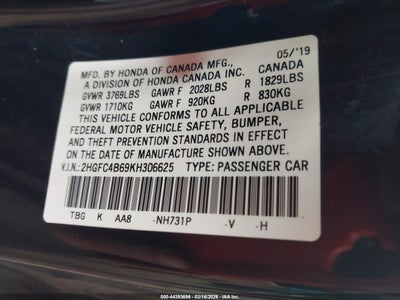 05/'19
MFD. BY HONDA OF CANADA MFG., CANADA
A DIVISION OF HONDA CANADA INC.
GVWR 3769LBS GAWR F 2028LBS R 1829LBS
GVWR 1710KG GAWR F 920KG R 830KG
THIS VEHICLE CONFORMS TO ALL APPLICABLE
FEDERAL MOTOR VEHICLE SAFETY, BUMPER,
AND THEFT PREVENTION STANDARDS IN EFFECT
ON THE DATE OF MANUFACTURE SHOWN ABOVE.
V.I.N.: 2HGFC4B69KH306625 TYPE: PASSENGER CAR
TBG K AA8 -NH731P -V -H
000-44393696 - 02/16/2026 - IAA Inc.